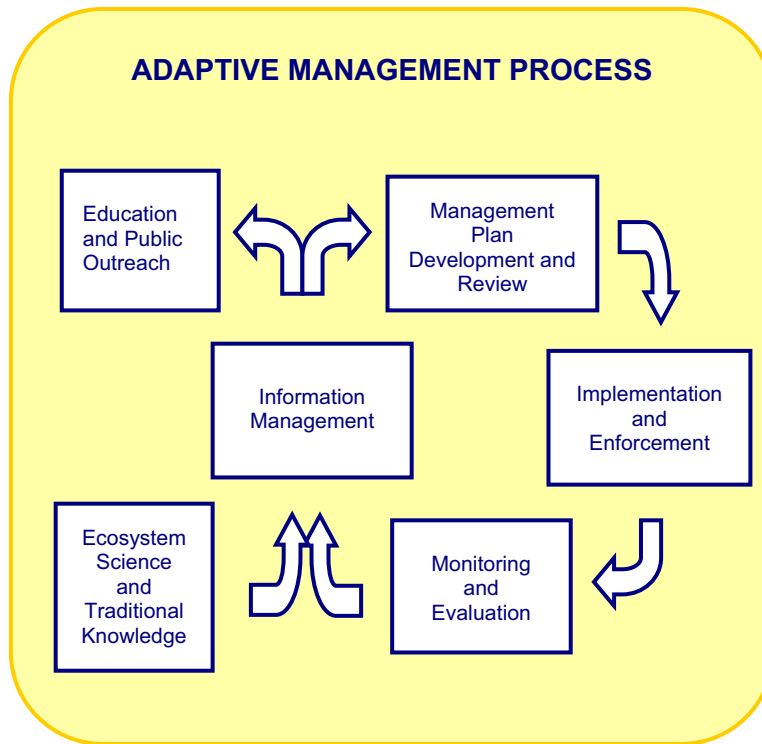 ADAPTIVE MANAGEMENT PROCESS
Education
and Public
Outreach
Management
Plan
Development and
Review
Information
Management
Implementation
and
Enforcement
Ecosystem
Science
and
Traditional
Knowledge
Monitoring
and
Evaluation